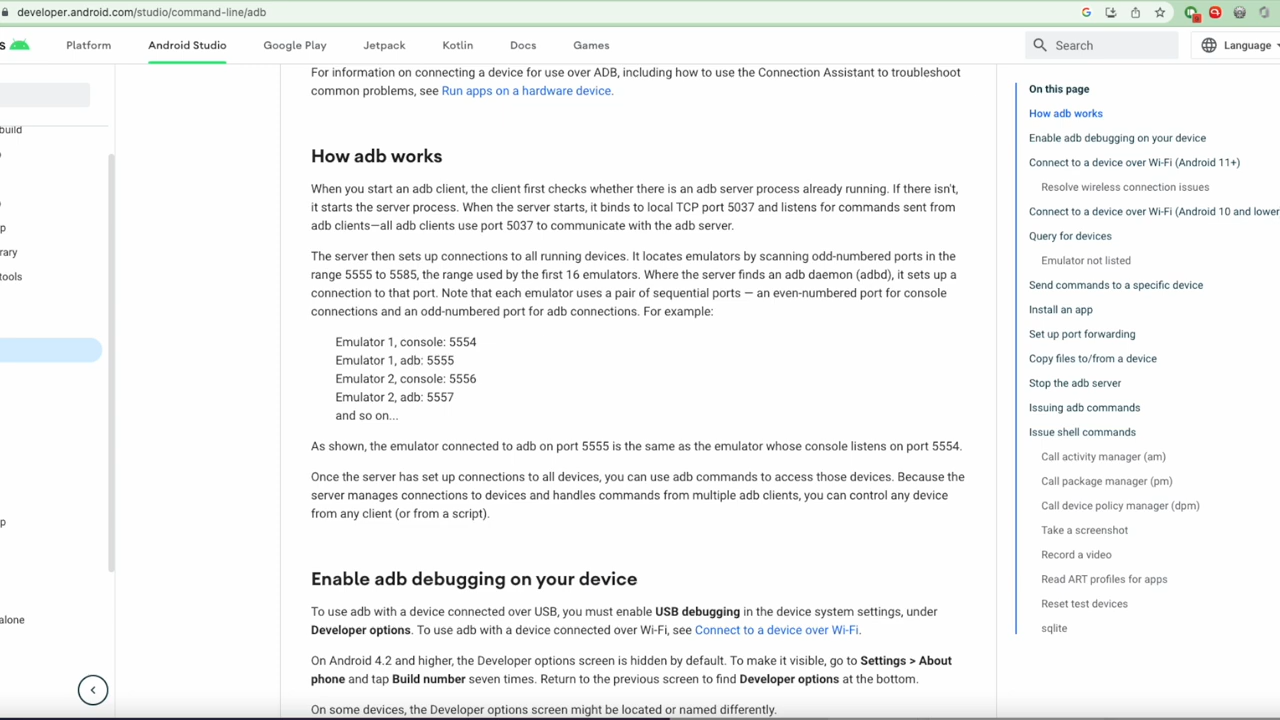 developer.android.com/studio/command-line/adb
s Platform Android Studio Google Play Jetpack Kotlin Docs Games Search Language
build
p
rary
tools
p
alone
For information on connecting a device for use over ADB, including how to use the Connection Assistant to troubleshoot
common problems, see Run apps on a hardware device.
How adb works
When you start an adb client, the client first checks whether there is an adb server process already running. If there isn't,
it starts the server process. When the server starts, it binds to local TCP port 5037 and listens for commands sent from
adb clients—all adb clients use port 5037 to communicate with the adb server.
The server then sets up connections to all running devices. It locates emulators by scanning odd-numbered ports in the
range 5555 to 5585, the range used by the first 16 emulators. Where the server finds an adb daemon (adbd), it sets up a
connection to that port. Note that each emulator uses a pair of sequential ports — an even-numbered port for console
connections and an odd-numbered port for adb connections. For example:
Emulator 1, console: 5554
Emulator 1, adb: 5555
Emulator 2, console: 5556
Emulator 2, adb: 5557
and so on...
As shown, the emulator connected to adb on port 5555 is the same as the emulator whose console listens on port 5554.
Once the server has set up connections to all devices, you can use adb commands to access those devices. Because the
server manages connections to devices and handles commands from multiple adb clients, you can control any device
from any client (or from a script).
Enable adb debugging on your device
To use adb with a device connected over USB, you must enable USB debugging in the device system settings, under
Developer options. To use adb with a device connected over Wi-Fi, see Connect to a device over Wi-Fi.
On Android 4.2 and higher, the Developer options screen is hidden by default. To make it visible, go to Settings > About
phone and tap Build number seven times. Return to the previous screen to find Developer options at the bottom.
On some devices, the Developer options screen might be located or named differently.
On this page
How adb works
Enable adb debugging on your device
Connect to a device over Wi-Fi (Android 11+)
Resolve wireless connection issues
Connect to a device over Wi-Fi (Android 10 and lower
Query for devices
Emulator not listed
Send commands to a specific device
Install an app
Set up port forwarding
Copy files to/from a device
Stop the adb server
Issuing adb commands
Issue shell commands
Call activity manager (am)
Call package manager (pm)
Call device policy manager (dpm)
Take a screenshot
Record a video
Read ART profiles for apps
Reset test devices
sqlite